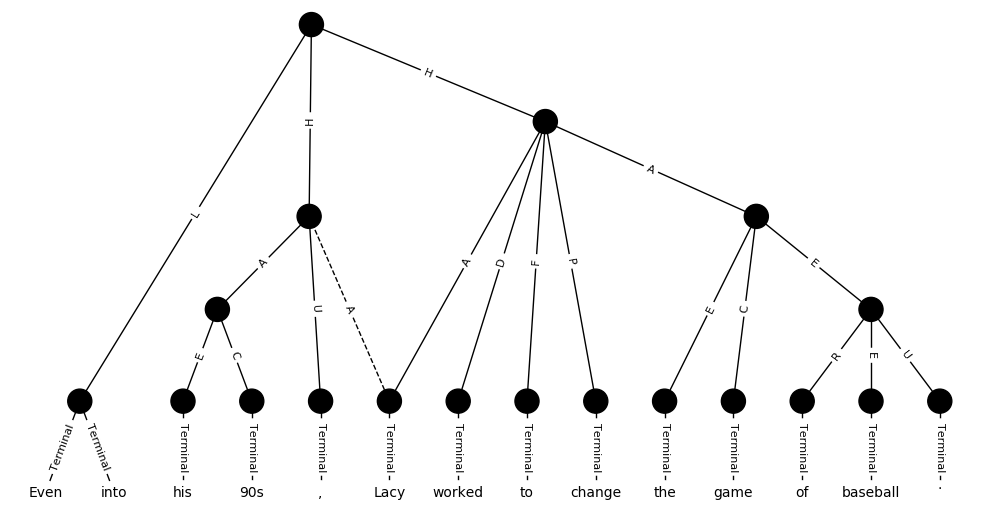 H
H
A
L
A
U
A
A
D
F
P
E
C
E
E
C
R
E
U
Terminal Terminal Terminal Terminal Terminal Terminal Terminal Terminal Terminal Terminal Terminal Terminal Terminal Terminal
Even into his 90s , Lacy worked to change the game of baseball .